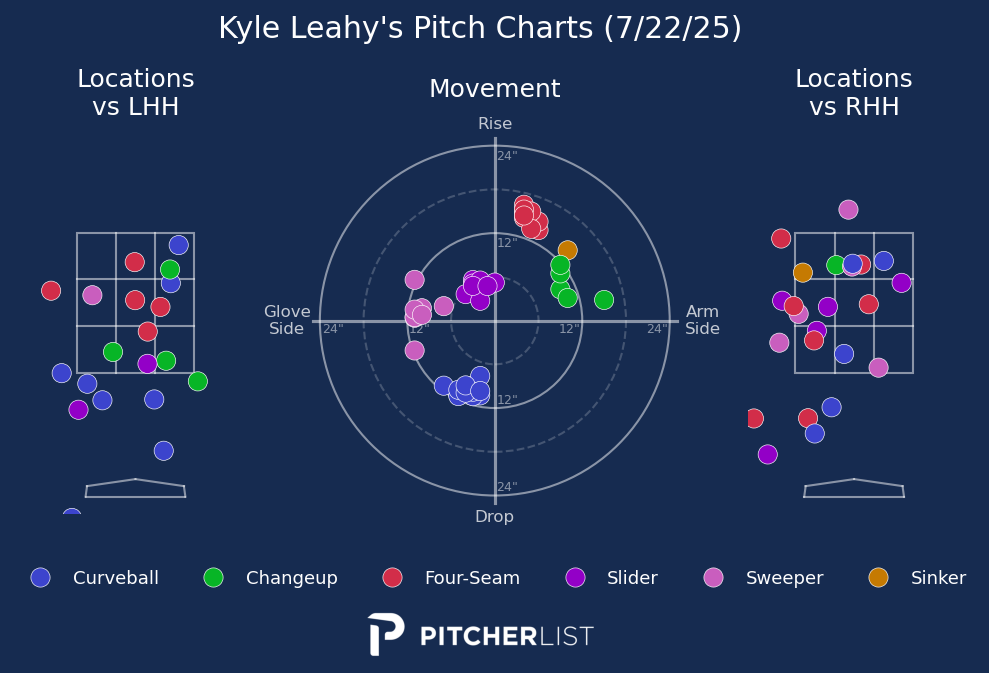 Kyle Leahy's Pitch Charts (7/22/25)
Locations
vs LHH
Movement
Locations
vs RHH
Rise
24"
12"
Glove
Side
24"
12"
12"
24"
Arm
Side
12"
24"
Drop
Curveball
Changeup
Four-Seam
Slider
Sweeper
Sinker
PITCHERLIST